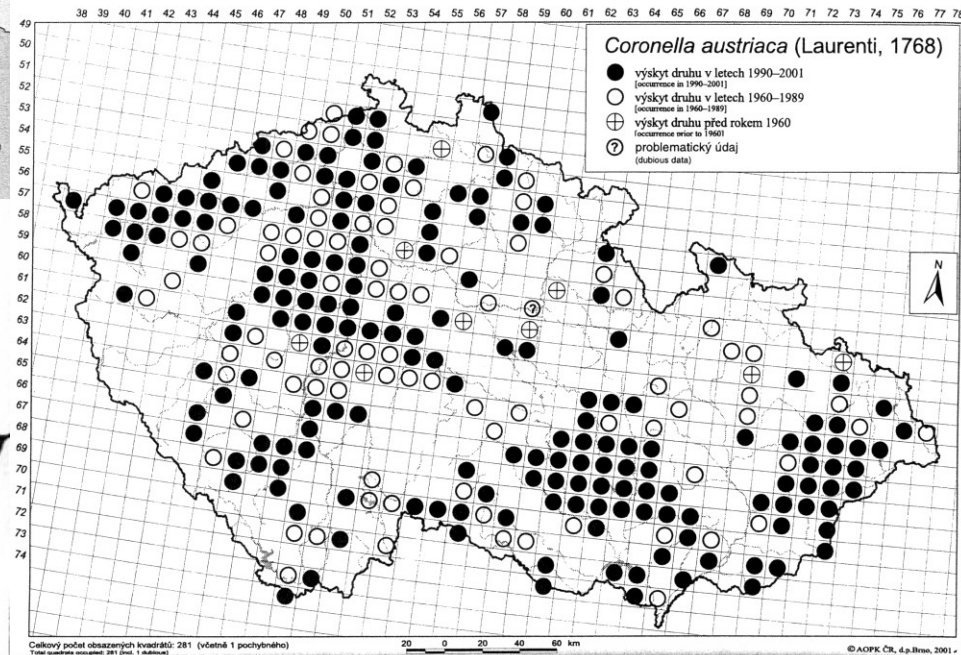 38 39 40 41 42 43 44 45 46 47 48 49 50 51 52 53 54 55 56 57 58 59 60 61 62 63 64 65 66 67 68 69 70 71 72 73 74 75 76 77 78
49
50
51
52
53
54
55
56
57
58
59
60
61
62
63
64
65
66
67
68
69
70
71
72
73
74
Coronella austriaca (Laurenti, 1768)
výskyt druhu v letech 1990–2001
[occurrence in 1990–2001]
výskyt druhu v letech 1960–1989
[occurrence in 1960–1989]
výskyt druhu před rokem 1960
[occurrence prior to 1960]
? problematický údaj
(dubious data)
N
?
Celkový počet obsazených kvadrátů: 281 (včetně 1 pochybného)
Total quadrats occupied: 281 (incl. 1 dubious)
20 0 20 40 60 km
© AOPK ČR, d.p.Brno, 2001